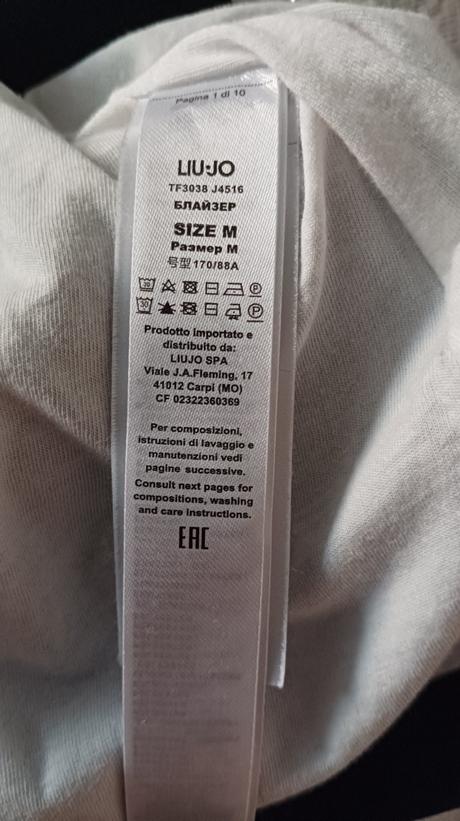 Pagina 1 di 10
LIU·JO
TF3038 J4516
БЛАЙЗЕР
SIZE M
Размер M
号型 170/88A
30 P
30 P
Prodotto importato e
distribuito da:
LIUJO SPA
Viale J.A.Fleming, 17
41012 Carpi (MO)
CF 02322360369
Per composizioni,
istruzioni di lavaggio e
manutenzioni vedi
pagine successive.
Consult next pages for
compositions, washing
and care instructions.
EAC